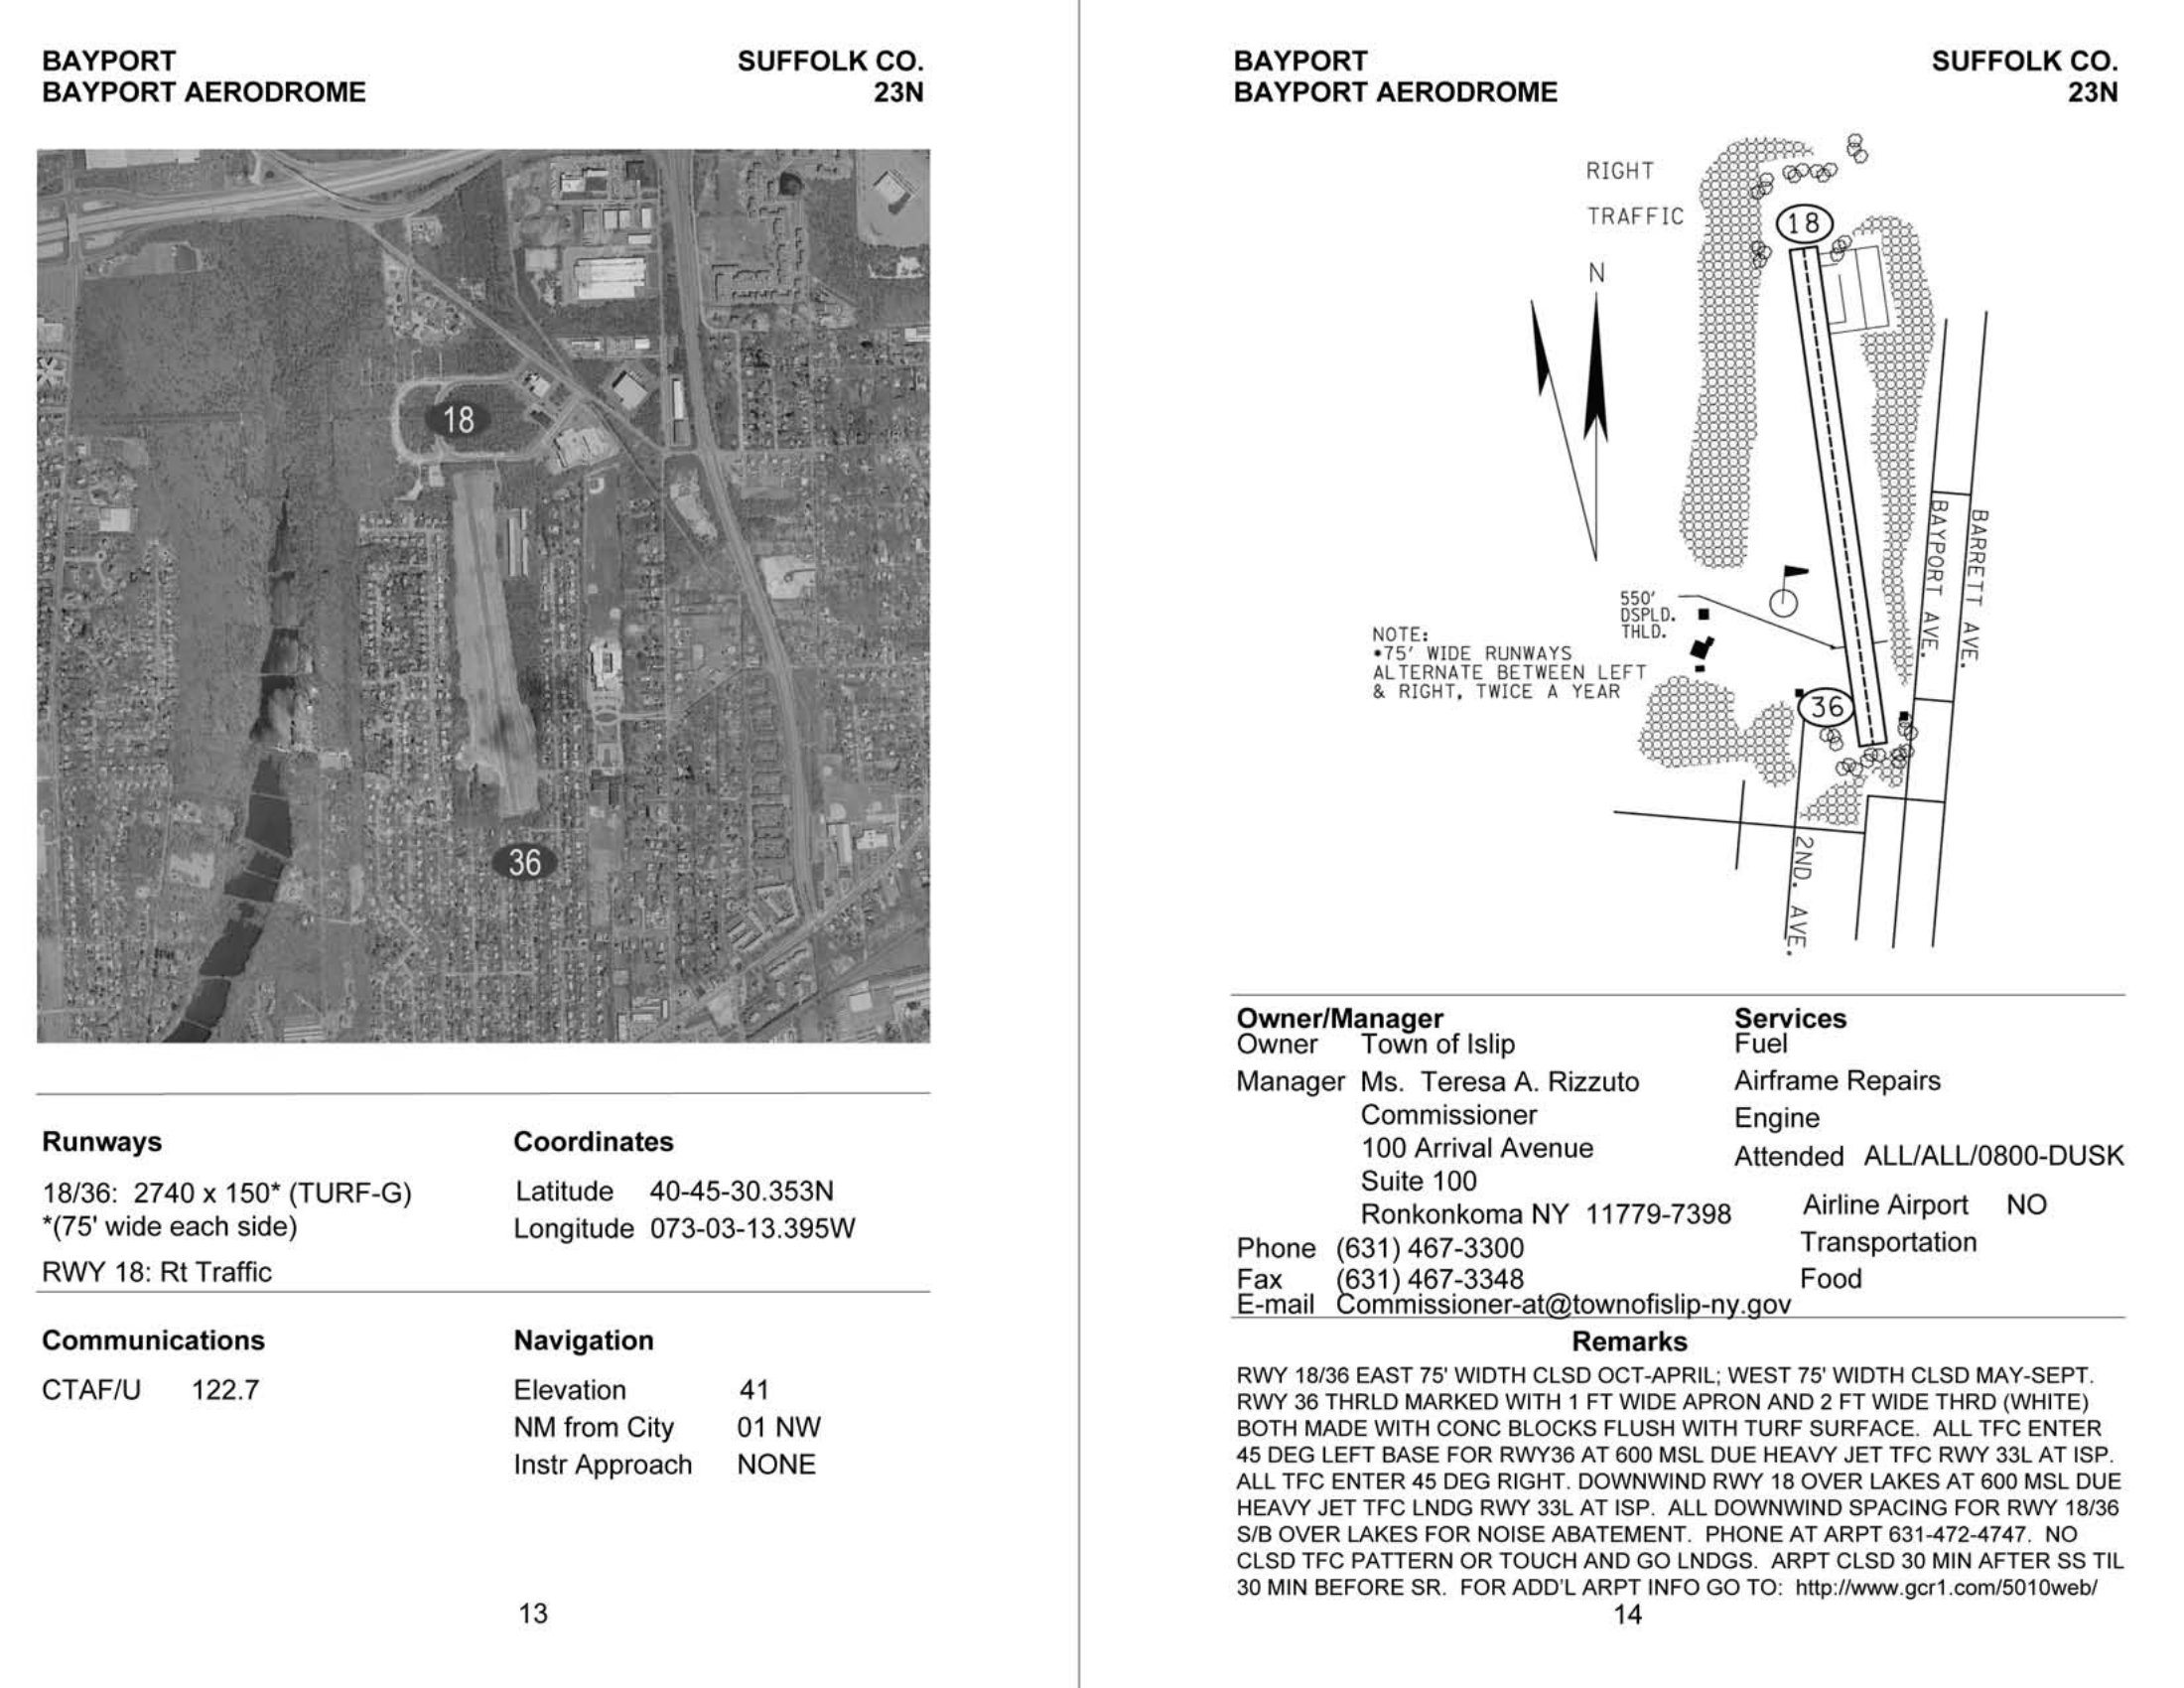 BAYPORT SUFFOLK CO.
BAYPORT AERODROME 23N
18
36
Runways
18/36: 2740 x 150* (TURF-G)
*(75' wide each side)
RWY 18: Rt Traffic
Coordinates
Latitude 40-45-30.353N
Longitude 073-03-13.395W
Communications
CTAF/U 122.7
Navigation
Elevation 41
NM from City 01 NW
Instr Approach NONE
13
BAYPORT SUFFOLK CO.
BAYPORT AERODROME 23N
RIGHT
TRAFFIC
18
N
BAYPORT AVE.
BARRETT AVE.
550'
DSPLD.
THLD.
NOTE:
*75' WIDE RUNWAYS
ALTERNATE BETWEEN LEFT
& RIGHT, TWICE A YEAR
36
2ND. AVE.
Owner/Manager
Owner Town of Islip
Manager Ms. Teresa A. Rizzuto
Commissioner
100 Arrival Avenue
Suite 100
Ronkonkoma NY 11779-7398
Phone (631) 467-3300
Fax (631) 467-3348
E-mail Commissioner-at@townofislip-ny.gov
Services
Fuel
Airframe Repairs
Engine
Attended ALL/ALL/0800-DUSK
Airline Airport NO
Transportation
Food
Remarks
RWY 18/36 EAST 75' WIDTH CLSD OCT-APRIL; WEST 75' WIDTH CLSD MAY-SEPT.
RWY 36 THRLD MARKED WITH 1 FT WIDE APRON AND 2 FT WIDE THRD (WHITE)
BOTH MADE WITH CONC BLOCKS FLUSH WITH TURF SURFACE. ALL TFC ENTER
45 DEG LEFT BASE FOR RWY36 AT 600 MSL DUE HEAVY JET TFC RWY 33L AT ISP.
ALL TFC ENTER 45 DEG RIGHT. DOWNWIND RWY 18 OVER LAKES AT 600 MSL DUE
HEAVY JET TFC LNDG RWY 33L AT ISP. ALL DOWNWIND SPACING FOR RWY 18/36
S/B OVER LAKES FOR NOISE ABATEMENT. PHONE AT ARPT 631-472-4747. NO
CLSD TFC PATTERN OR TOUCH AND GO LNDGS. ARPT CLSD 30 MIN AFTER SS TIL
30 MIN BEFORE SR. FOR ADD'L ARPT INFO GO TO: http://www.gcr1.com/5010web/
14